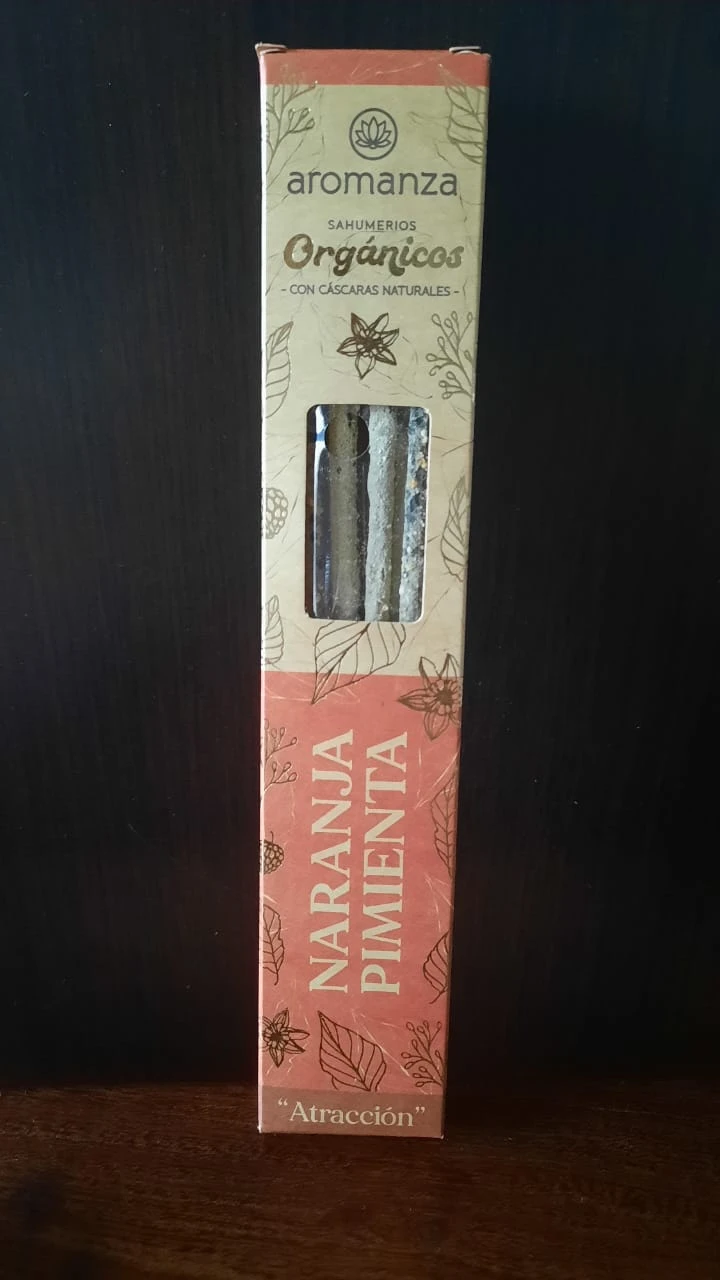 aromanza
SAHUMERIOS
Orgánicos
- CON CÁSCARAS NATURALES -
NARANJA
PIMIENTA
“Atracción”